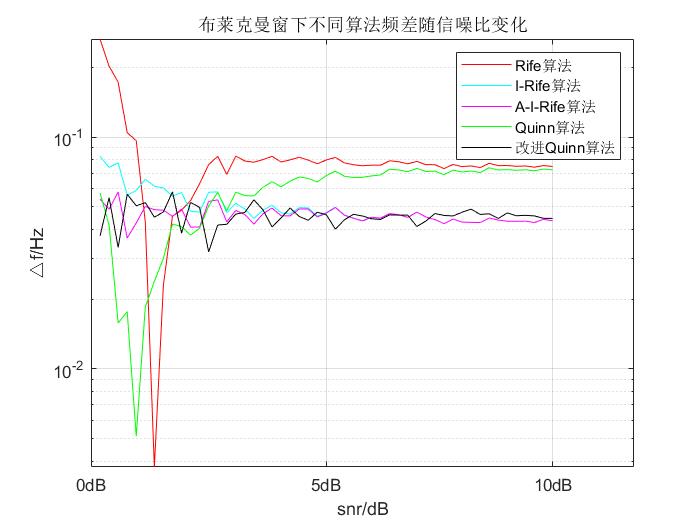 布莱克曼窗下不同算法频差随信噪比变化
Rife算法
I-Rife算法
A-I-Rife算法
Quinn算法
改进Quinn算法
10-1
10-2
△f/Hz
0dB
5dB
10dB
snr/dB